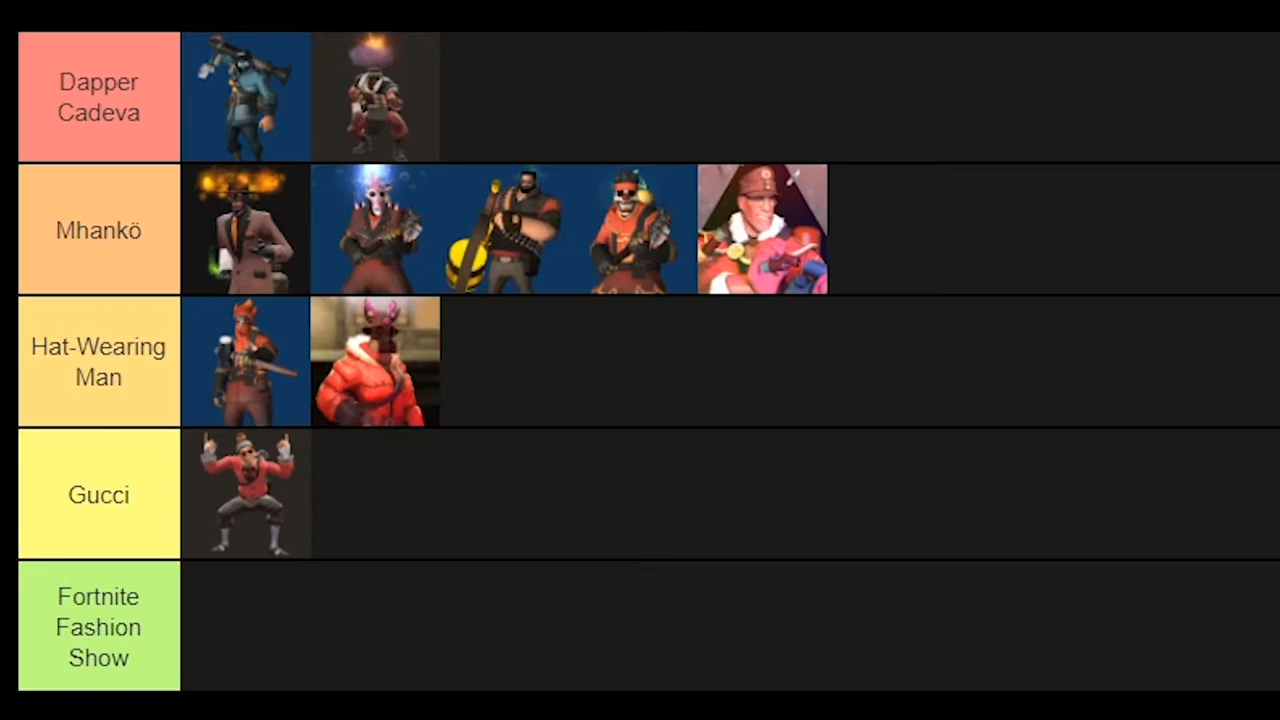 Dapper
Cadeva
Mhankö
Hat-Wearing
Man
Gucci
Fortnite
Fashion
Show